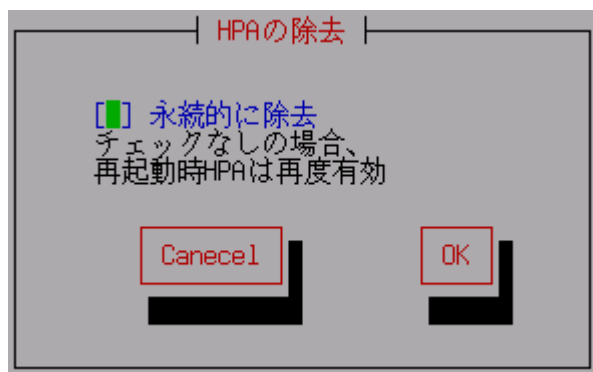 HPAの除去
[ ] 永続的に除去
チェックなしの場合、
再起動時HPAは再度有効
Canecel
OK